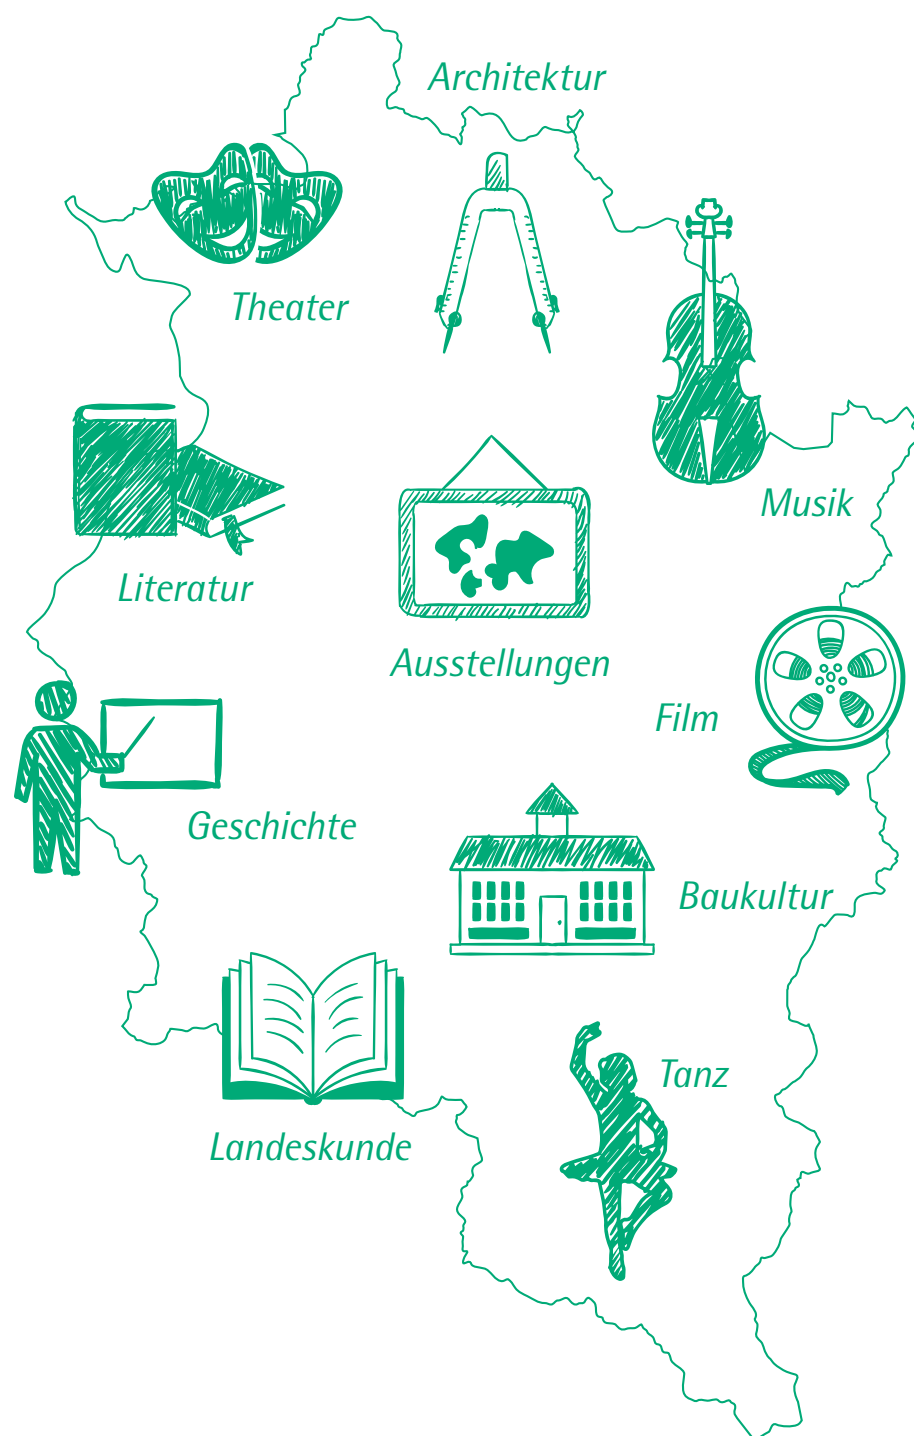 Architektur
Theater
Musik
Literatur
Ausstellungen
Film
Geschichte
Baukultur
Tanz
Landeskunde